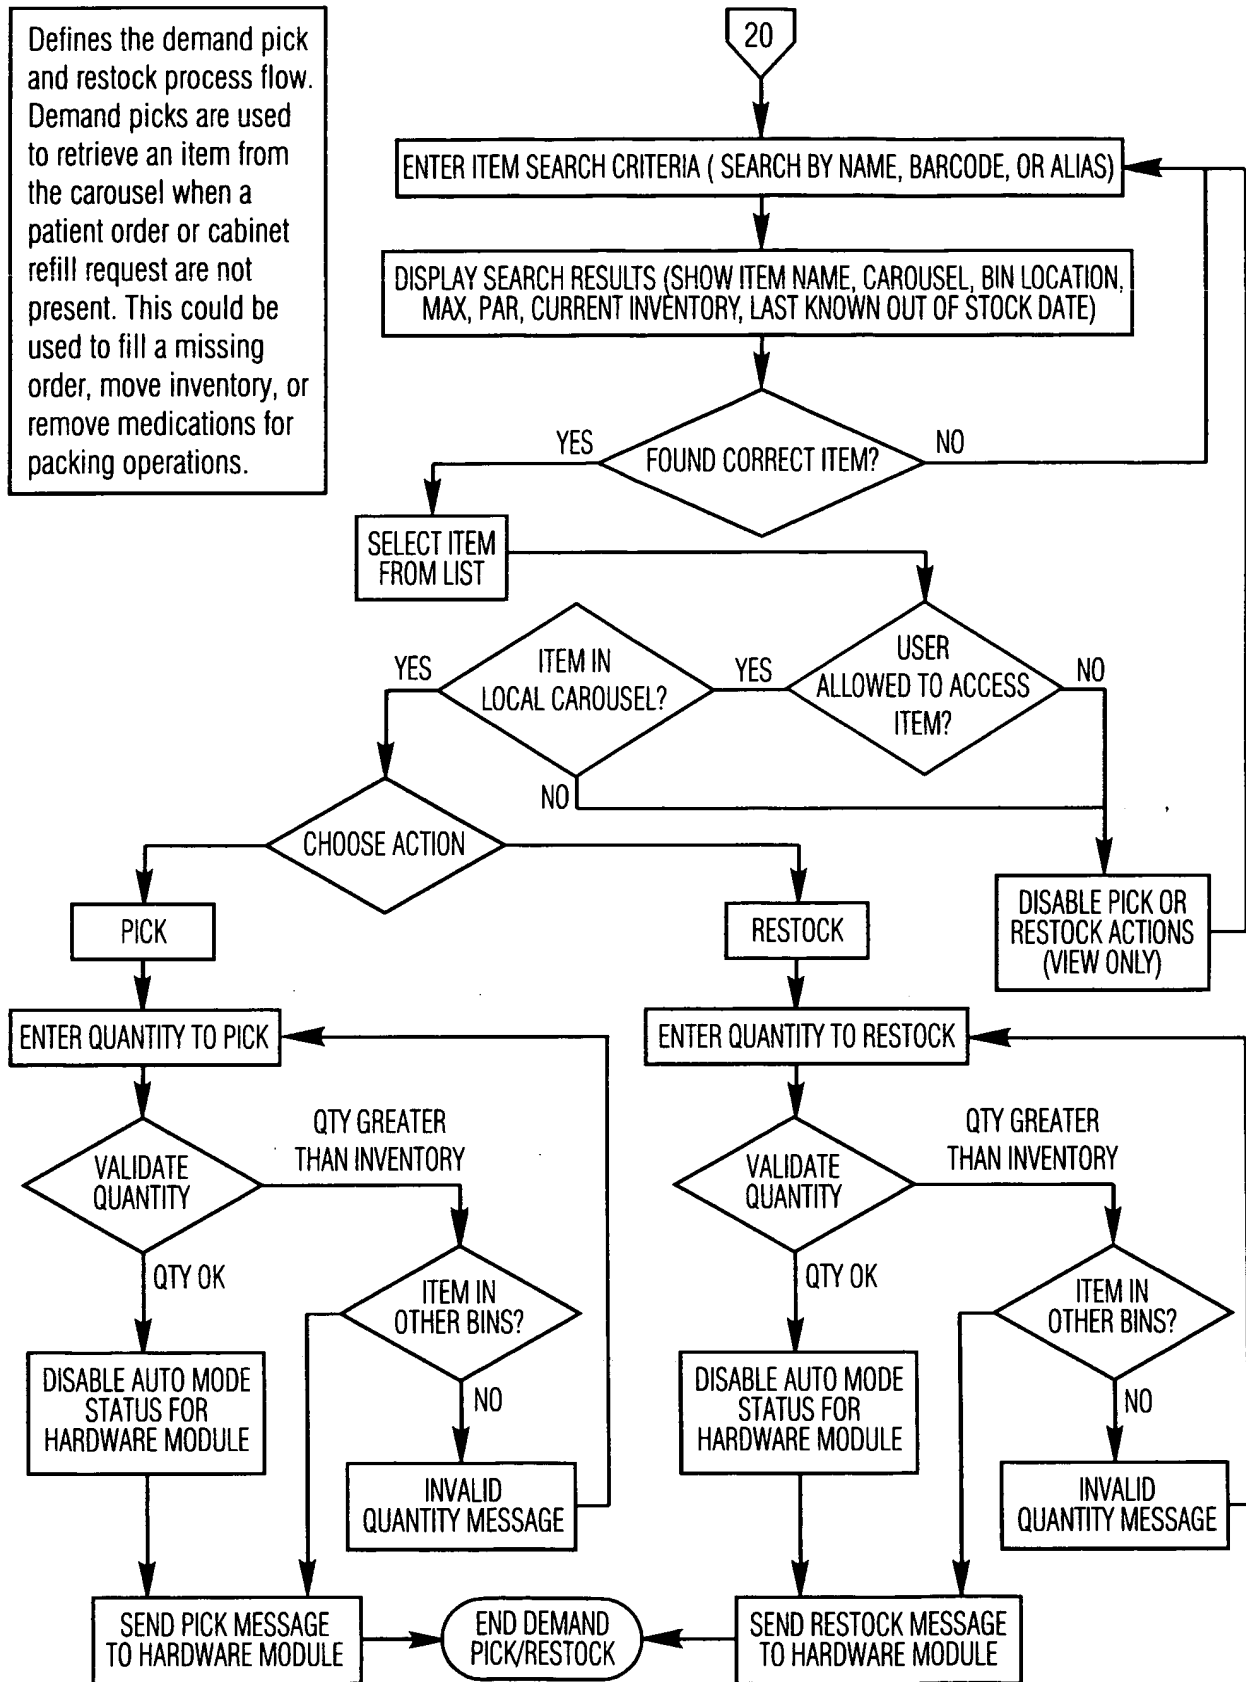 Defines the demand pick
and restock process flow.
Demand picks are used
to retrieve an item from
the carousel when a
patient order or cabinet
refill request are not
present. This could be
used to fill a missing
order, move inventory, or
remove medications for
packing operations.
20
ENTER ITEM SEARCH CRITERIA ( SEARCH BY NAME, BARCODE, OR ALIAS)
DISPLAY SEARCH RESULTS (SHOW ITEM NAME, CAROUSEL, BIN LOCATION,
MAX, PAR, CURRENT INVENTORY, LAST KNOWN OUT OF STOCK DATE)
YES
FOUND CORRECT ITEM?
NO
SELECT ITEM
FROM LIST
YES
ITEM IN
LOCAL CAROUSEL?
YES
USER
ALLOWED TO ACCESS
ITEM?
NO
NO
CHOOSE ACTION
DISABLE PICK OR
RESTOCK ACTIONS
(VIEW ONLY)
PICK
RESTOCK
ENTER QUANTITY TO PICK
ENTER QUANTITY TO RESTOCK
VALIDATE
QUANTITY
QTY GREATER
THAN INVENTORY
VALIDATE
QUANTITY
QTY GREATER
THAN INVENTORY
QTY OK
ITEM IN
OTHER BINS?
QTY OK
ITEM IN
OTHER BINS?
DISABLE AUTO MODE
STATUS FOR
HARDWARE MODULE
NO
DISABLE AUTO MODE
STATUS FOR
HARDWARE MODULE
NO
INVALID
QUANTITY MESSAGE
INVALID
QUANTITY MESSAGE
SEND PICK MESSAGE
TO HARDWARE MODULE
END DEMAND
PICK/RESTOCK
SEND RESTOCK MESSAGE
TO HARDWARE MODULE